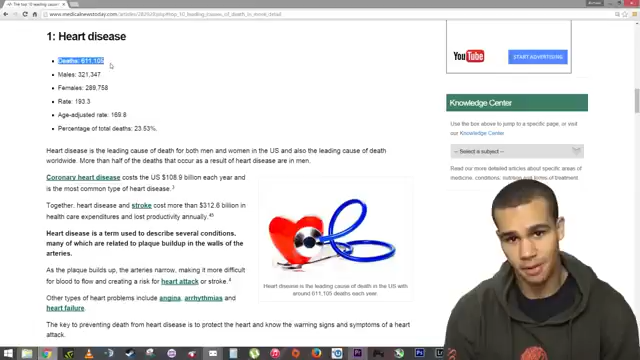 The top 10 leading caus
www.medicalnewstoday.com
1: Heart disease
Deaths: 611,105
Males: 321,347
Females: 289,758
Rate: 193.3
Age-adjusted rate: 169.8
Percentage of total deaths: 23.53%.
Heart disease is the leading cause of death for both men and women in the US and also the leading cause of death
worldwide. More than half of the deaths that occur as a result of heart disease are in men.
Coronary heart disease costs the US $108.9 billion each year and
is the most common type of heart disease.3
Together, heart disease and stroke cost more than $312.6 billion in
health care expenditures and lost productivity annually.45
Heart disease is a term used to describe several conditions,
many of which are related to plaque buildup in the walls of the
arteries.
As the plaque builds up, the arteries narrow, making it more difficult
for blood to flow and creating a risk for heart attack or stroke.4
Other types of heart problems include angina, arrhythmias and
heart failure.
The key to preventing death from heart disease is to protect the heart and know the warning signs and symptoms of a heart
attack.
Heart disease is the leading cause of death in the US with
around 611,105 deaths each year.
YouTube
START ADVERTISING
Knowledge Center
Use the box above to jump to a specific page, or visit
our Knowledge Center.
-- Select a subject --
Read our more detailed articles about specific areas of
medicine, conditions, nutrition and forms of treatment.